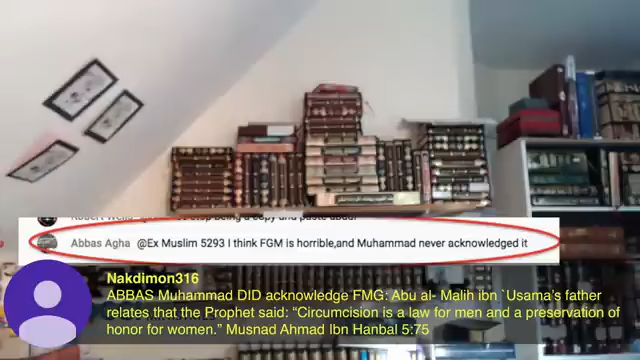 Abbas Agha @Ex Muslim 5293 I think FGM is horrible,and Muhammad never acknowledged it
Nakdimon316
ABBAS Muhammad DID acknowledge FMG: Abu al- Malih ibn `Usama's father
relates that the Prophet said: “Circumcision is a law for men and a preservation of
honor for women.” Musnad Ahmad Ibn Hanbal 5:75